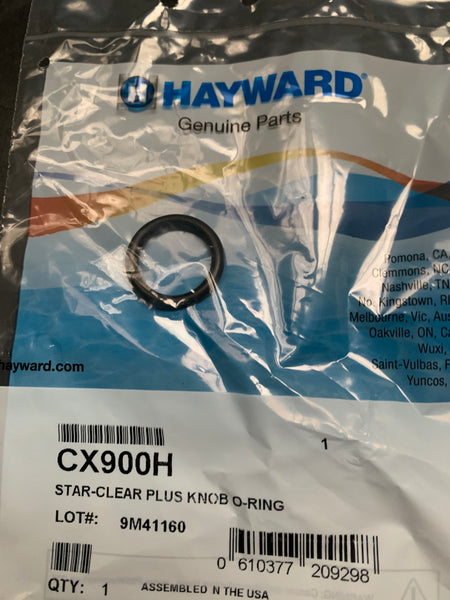 HAYWARD
Genuine Parts
Pomona, CA,
Clemmons, NC
Nashville, TN
No. Kingstown, RI
Melbourne, Vic, Aus
Oakville, ON, CA
Wuxi,
Saint-Vulbas, F
Yuncos,
hayward.com
1
CX900H
STAR-CLEAR PLUS KNOB O-RING
LOT#: 9M41160
0 610377 209298
QTY: 1 ASSEMBLED IN THE USA